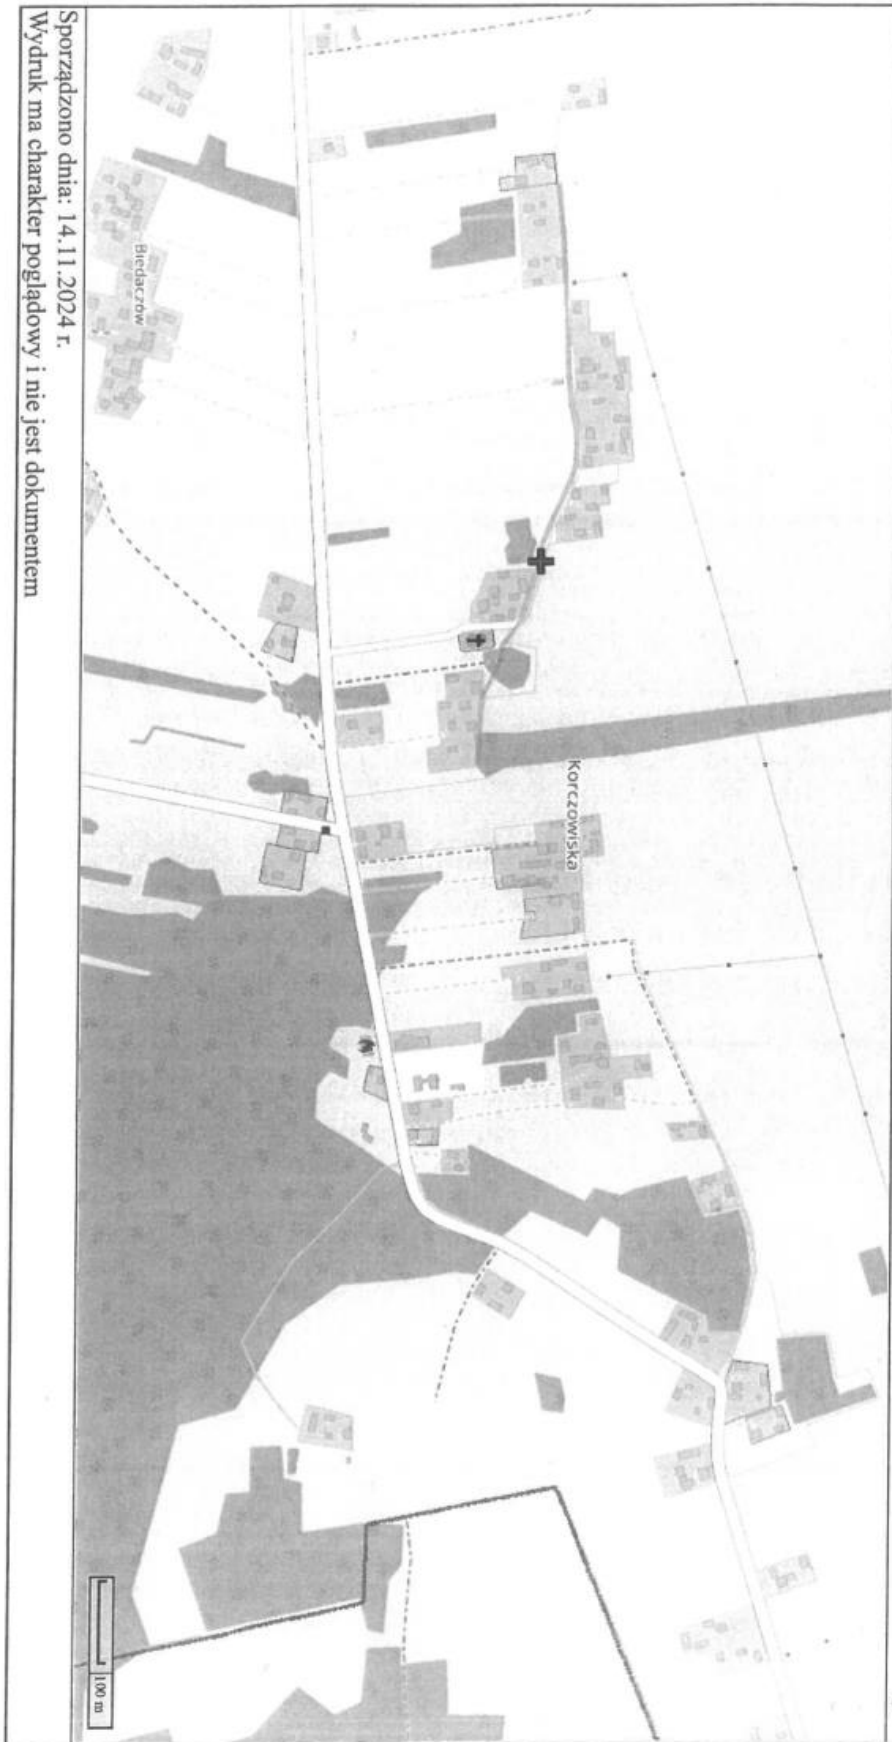 Korczowiska
Biedaczów
100 m
Sporządzono dnia: 14.11.2024 r.
Wydruk ma charakter poglądowy i nie jest dokumentem